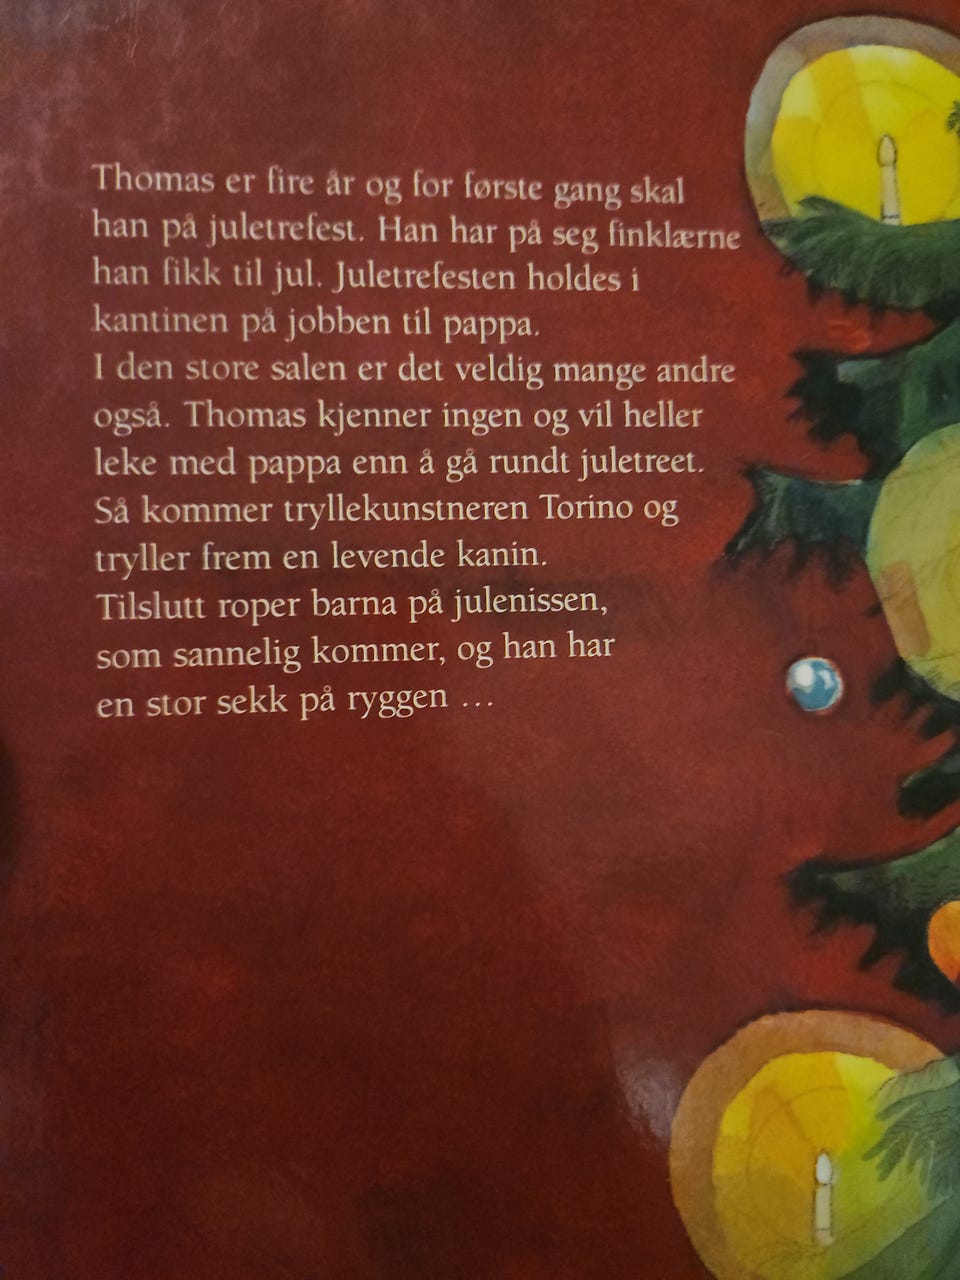 Thomas er fire år og for første gang skal
han på juletrefest. Han har på seg finklærne
han fikk til jul. Juletrefesten holdes i
kantinen på jobben til pappa.
I den store salen er det veldig mange andre
også. Thomas kjenner ingen og vil heller
leke med pappa enn å gå rundt juletreet.
Så kommer tryllekunstneren Torino og
tryller frem en levende kanin.
Tilslutt roper barna på julenissen,
som sannelig kommer, og han har
en stor sekk på ryggen ...